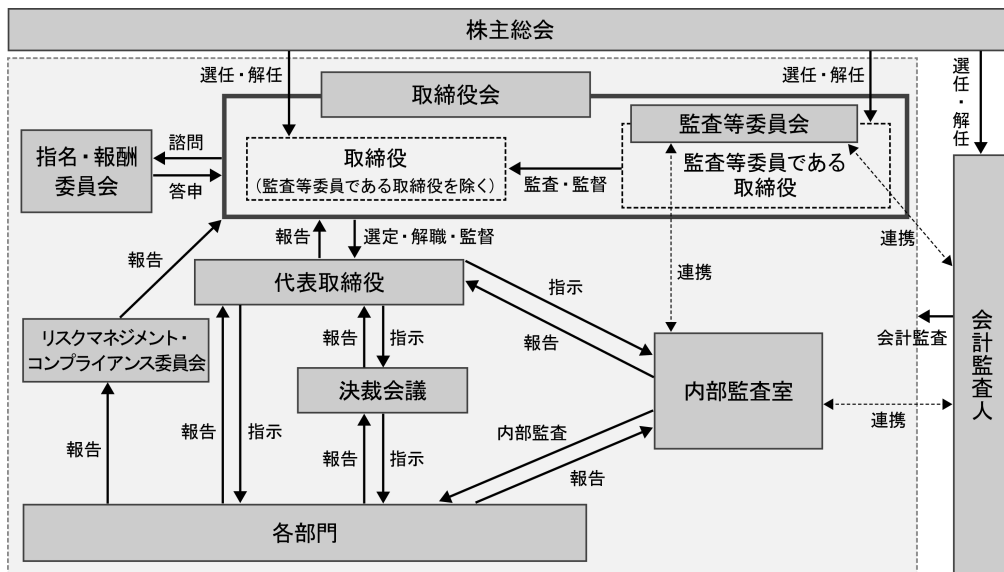 株主総会
選任・解任
選任・解任
選任・解任
取締役会
監査等委員会
指名・報酬
委員会
諮問
答申
取締役
(監査等委員である取締役を除く)
監査・監督
監査等委員である
取締役
報告
報告
選定・解職・監督
連携
連携
代表取締役
指示
報告
リスクマネジメント・
コンプライアンス委員会
報告
指示
決裁会議
内部監査室
会計監査
会計監査人
連携
報告
報告
指示
報告
指示
内部監査
報告
各部門